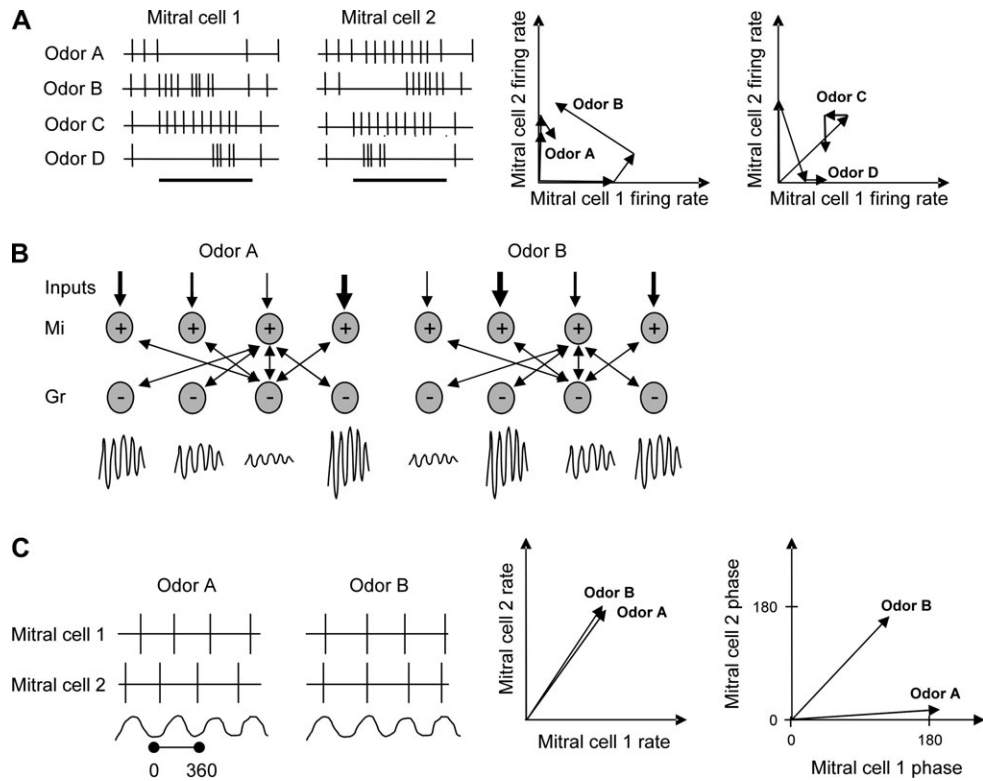 A
Mitral cell 1
Mitral cell 2
Odor A
Odor B
Odor C
Odor D
Mitral cell 2 firing rate
Odor B
Odor A
Mitral cell 1 firing rate
Mitral cell 2 firing rate
Odor C
Odor D
Mitral cell 1 firing rate
B
Odor A
Odor B
Inputs
Mi
+ + + + + + + +
Gr
- - - - - - - -
C
Odor A
Odor B
Mitral cell 1
Mitral cell 2
0 360
Mitral cell 2 rate
Odor B
Odor A
Mitral cell 1 rate
Mitral cell 2 phase
180
Odor B
Odor A
0
0 180
Mitral cell 1 phase